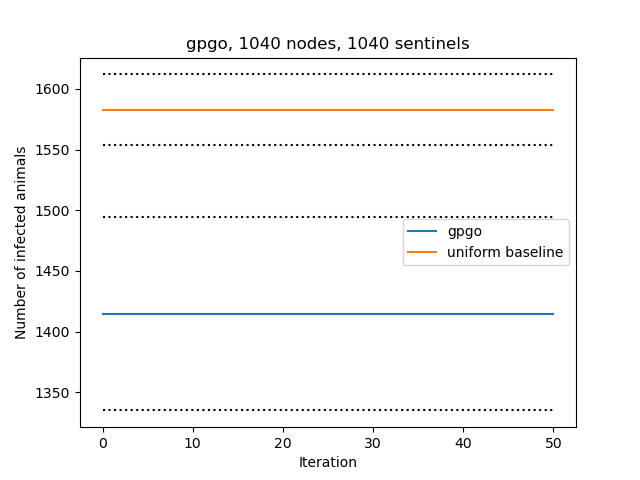 gpgo, 1040 nodes, 1040 sentinels
Number of infected animals
1600
1550
1500
1450
1400
1350
gpgo
uniform baseline
0 10 20 30 40 50
Iteration